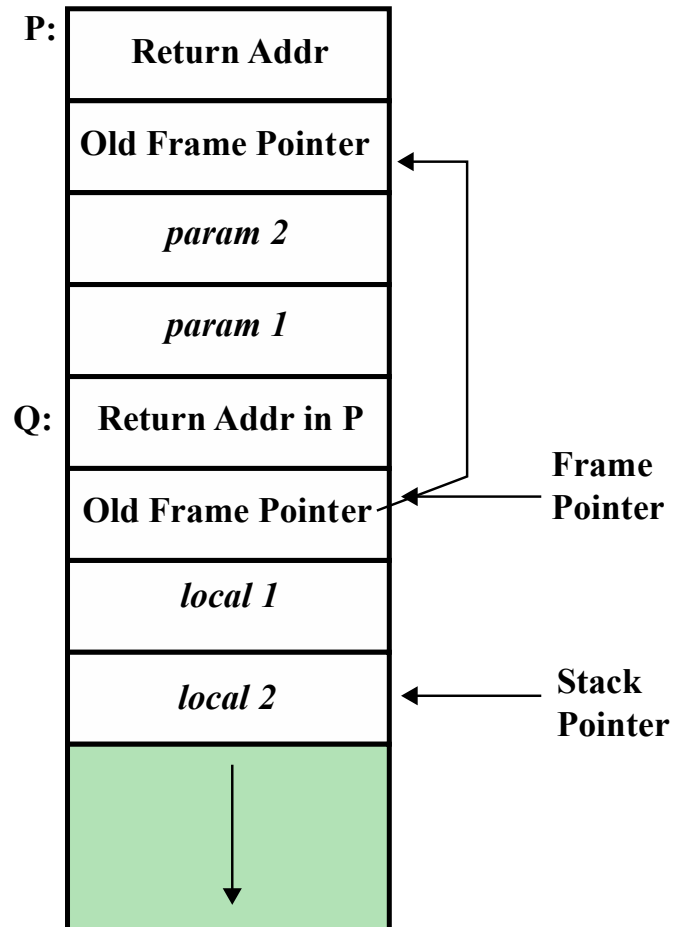 P:
Return Addr
Old Frame Pointer
param 2
param 1
Q:
Return Addr in P
Old Frame Pointer
Frame
Pointer
local 1
local 2
Stack
Pointer